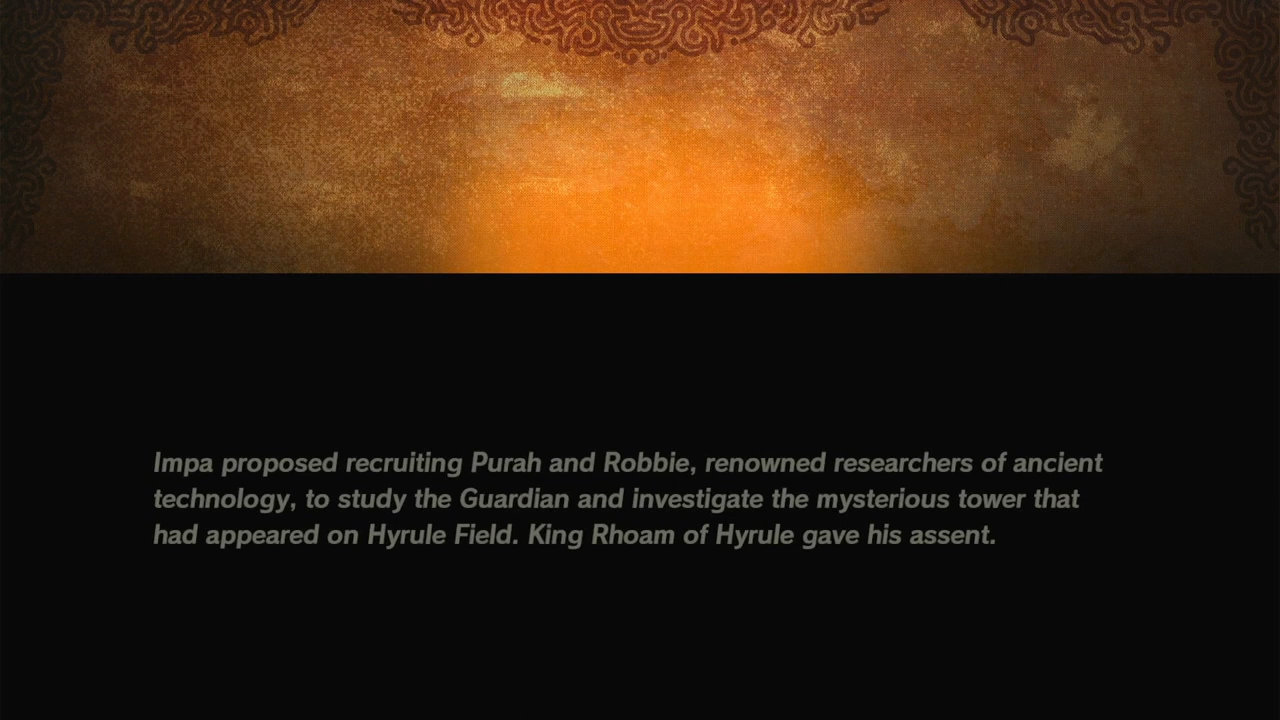 Impa proposed recruiting Purah and Robbie, renowned researchers of ancient
technology, to study the Guardian and investigate the mysterious tower that
had appeared on Hyrule Field. King Rhoam of Hyrule gave his assent.